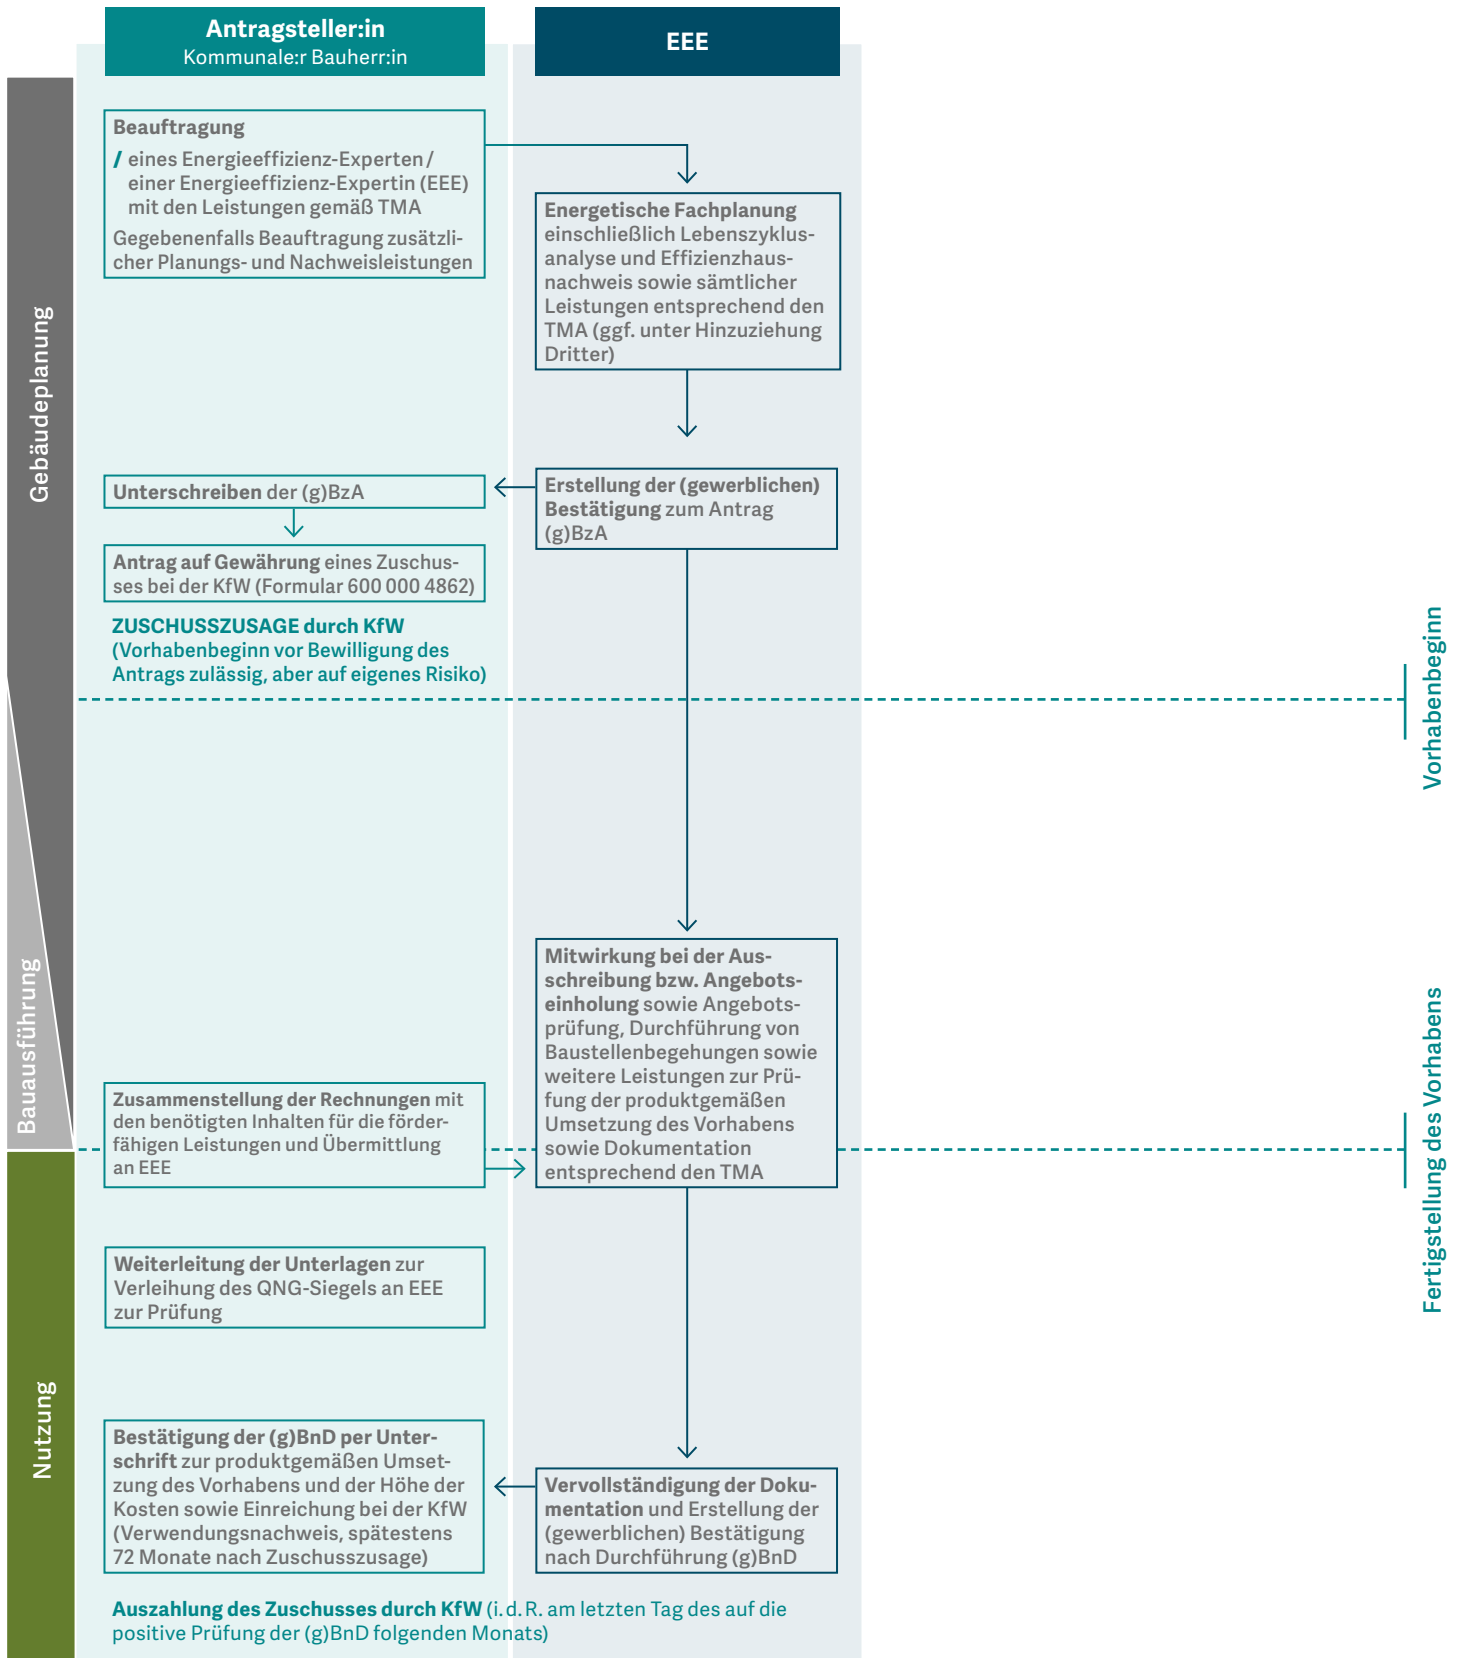 Antragsteller:in
Kommunale:r Bauherr:in
EEE
Gebäudeplanung
Beauftragung
/ eines Energieeffizienz-Experten/
einer Energieeffizienz-Expertin (EEE)
mit den Leistungen gemäß TMA
Gegebenenfalls Beauftragung zusätzli-
cher Planungs- und Nachweisleistungen
Energetische Fachplanung
einschließlich Lebenszyklus-
analyse und Effizienzhaus-
nachweis sowie sämtlicher
Leistungen entsprechend den
TMA (ggf. unter Hinzuziehung
Dritter)
Unterschreiben der (g)BzA
Erstellung der (gewerblichen)
Bestätigung zum Antrag
(g)BzA
Antrag auf Gewährung eines Zuschus-
ses bei der KfW (Formular 600 000 4862)
ZUSCHUSSZUSAGE durch KfW
(Vorhabenbeginn vor Bewilligung des
Antrags zulässig, aber auf eigenes Risiko)
Vorhabenbeginn
Bauausführung
Mitwirkung bei der Aus-
schreibung bzw. Angebots-
einholung sowie Angebots-
prüfung, Durchführung von
Baustellenbegehungen sowie
weitere Leistungen zur Prü-
fung der produktgemäßen
Umsetzung des Vorhabens
sowie Dokumentation
entsprechend den TMA
Zusammenstellung der Rechnungen mit
den benötigten Inhalten für die förder-
fähigen Leistungen und Übermittlung
an EEE
Fertigstellung des Vorhabens
Nutzung
Weiterleitung der Unterlagen zur
Verleihung des QNG-Siegels an EEE
zur Prüfung
Bestätigung der (g)BnD per Unter-
schrift zur produktgemäßen Umset-
zung des Vorhabens und der Höhe der
Kosten sowie Einreichung bei der KfW
(Verwendungsnachweis, spätestens
72 Monate nach Zuschusszusage)
Vervollständigung der Doku-
mentation und Erstellung der
(gewerblichen) Bestätigung
nach Durchführung (g)BnD
Auszahlung des Zuschusses durch KfW (i. d. R. am letzten Tag des auf die
positive Prüfung der (g)BnD folgenden Monats)